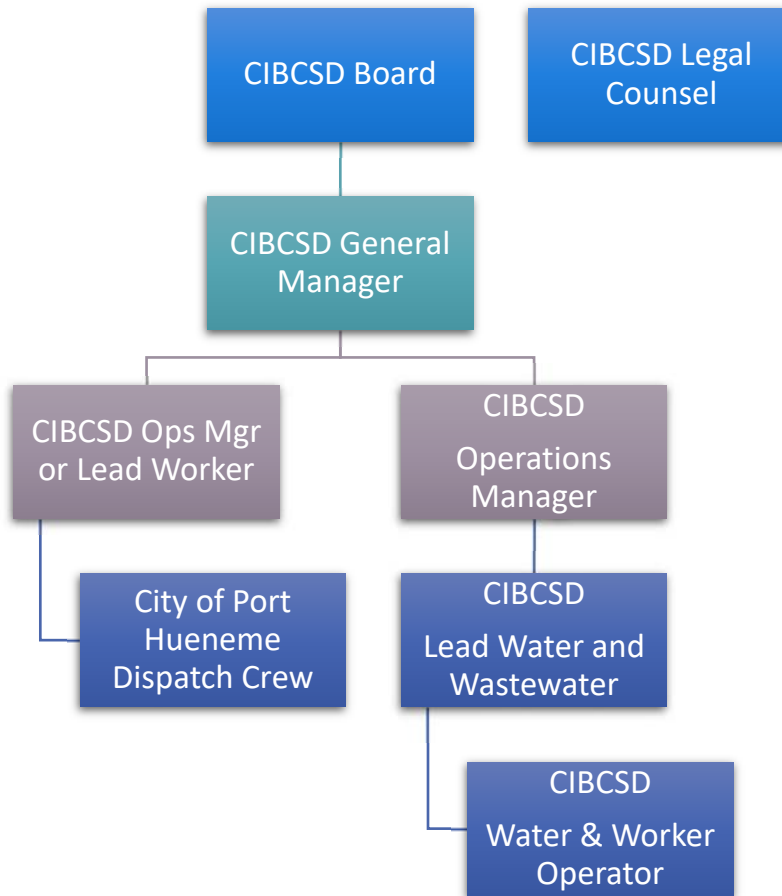 CIBCSD Board
CIBCSD Legal
Counsel
CIBCSD General
Manager
CIBCSD Ops Mgr
or Lead Worker
CIBCSD
Operations
Manager
City of Port
Hueneme
Dispatch Crew
CIBCSD
Lead Water and
Wastewater
CIBCSD
Water & Worker
Operator